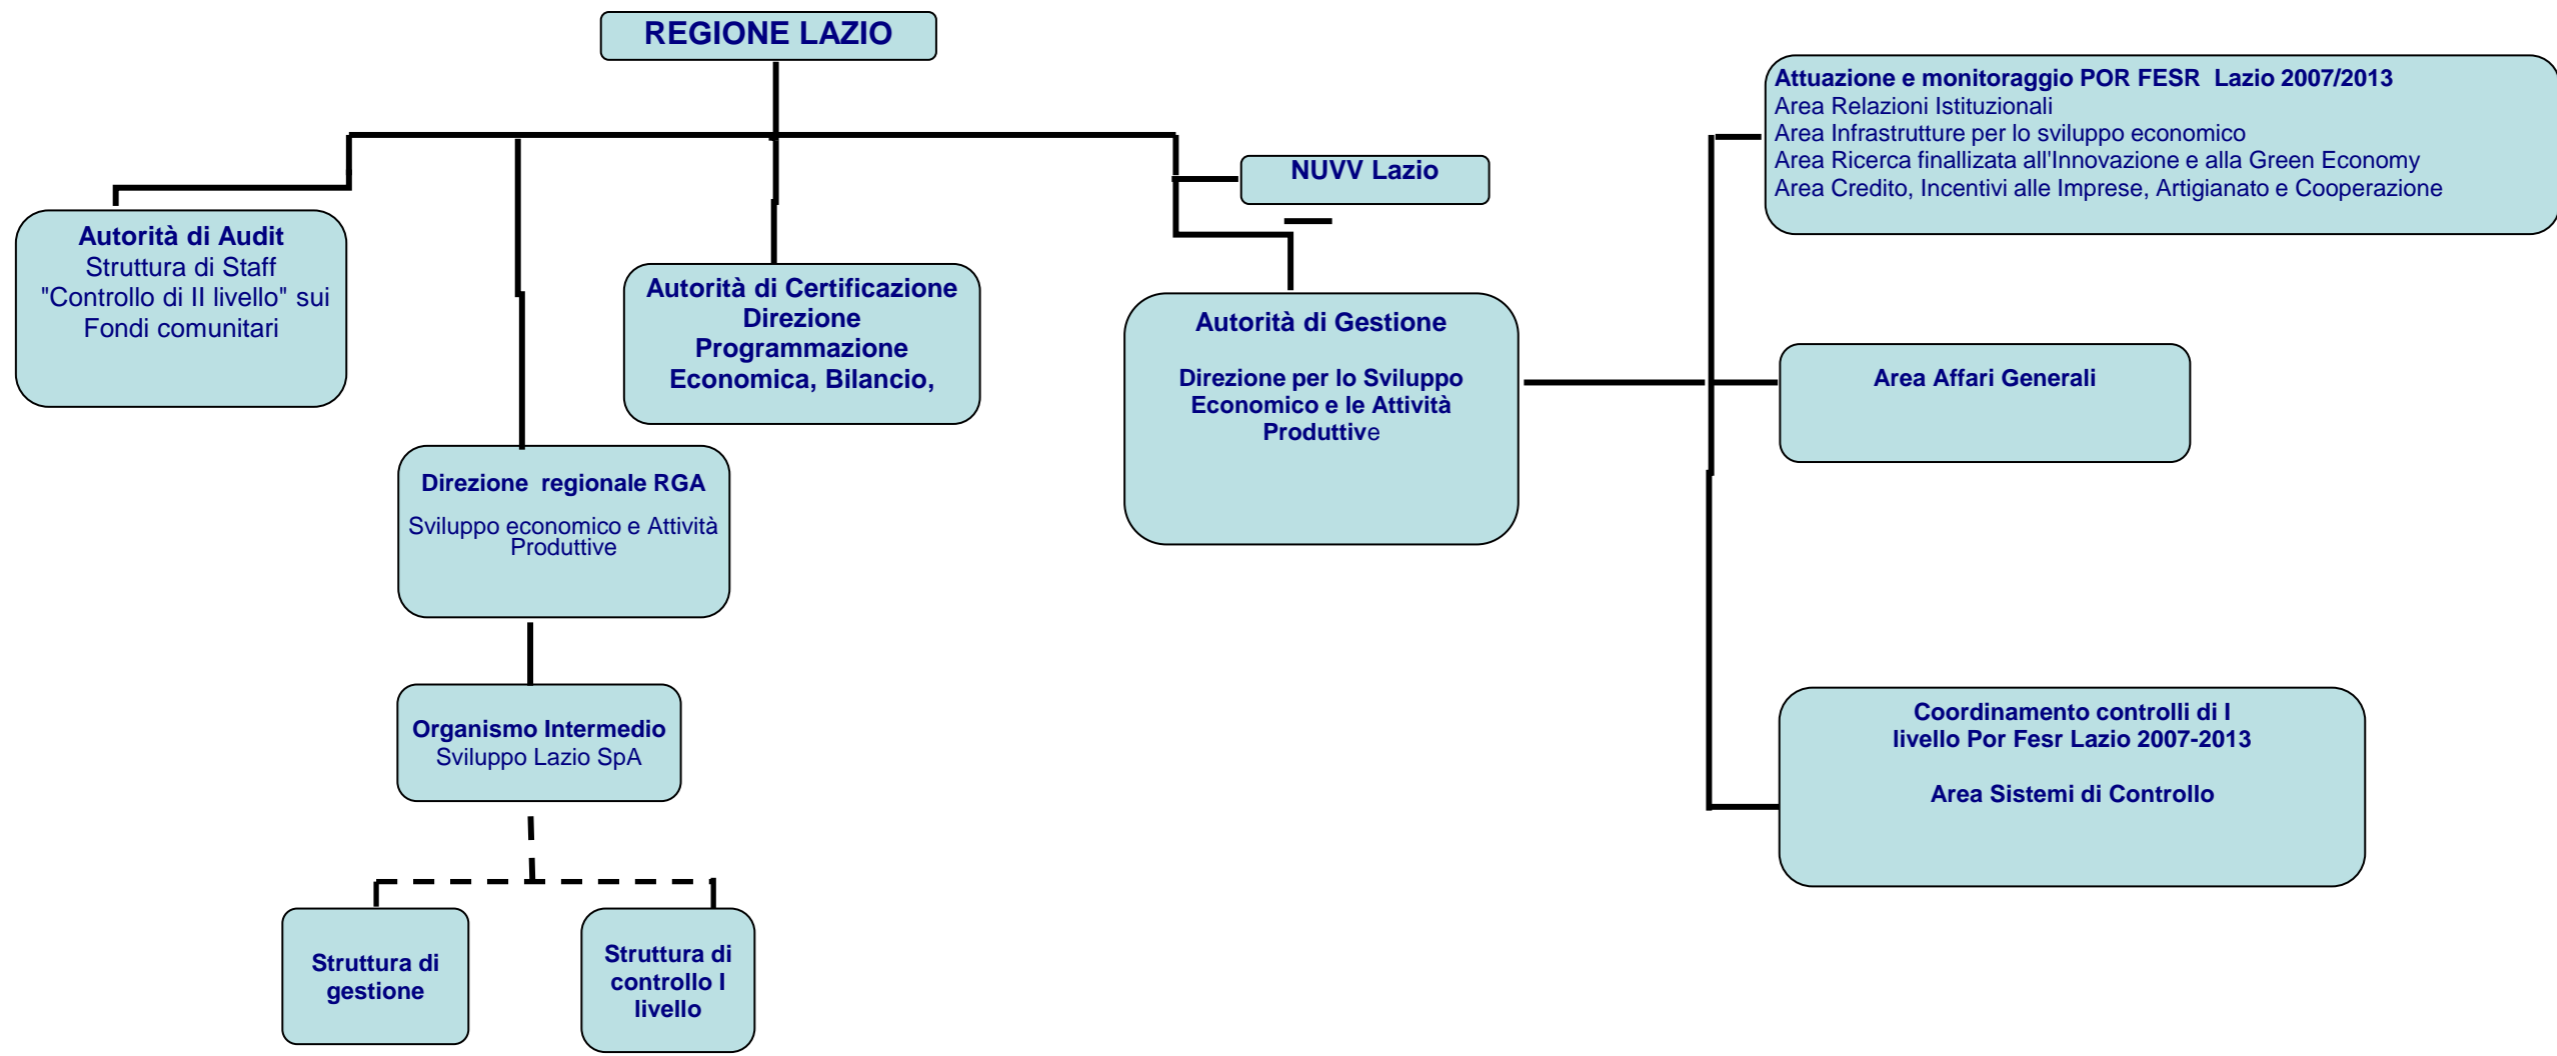 REGIONE LAZIO
Attuazione e monitoraggio POR FESR Lazio 2007/2013
Area Relazioni Istituzionali
Area Infrastrutture per lo sviluppo economico
Area Ricerca finallizata all'Innovazione e alla Green Economy
Area Credito, Incentivi alle Imprese, Artigianato e Cooperazione
NUVV Lazio
Autorità di Audit
Struttura di Staff
"Controllo di II livello" sui
Fondi comunitari
Autorità di Certificazione
Direzione
Programmazione
Economica, Bilancio,
Autorità di Gestione
Direzione per lo Sviluppo
Economico e le Attività
Produttive
Area Affari Generali
Direzione regionale RGA
Sviluppo economico e Attività
Produttive
Organismo Intermedio
Sviluppo Lazio SpA
Coordinamento controlli di I
livello Por Fesr Lazio 2007-2013
Area Sistemi di Controllo
Struttura di
gestione
Struttura di
controllo I
livello